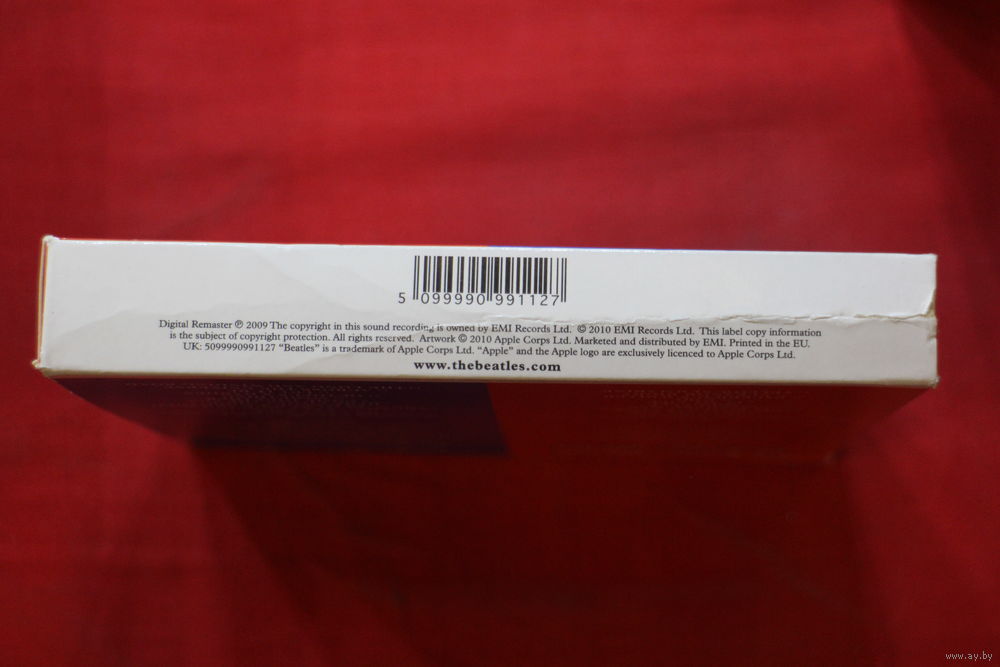 5 099990 991127
Digital Remaster ℗ 2009 The copyright in this sound recording is owned by EMI Records Ltd. © 2010 EMI Records Ltd. This label copy information
is the subject of copyright protection. All rights reserved. Artwork © 2010 Apple Corps Ltd. Marketed and distributed by EMI. Printed in the EU.
UK: 5099990991127 “Beatles” is a trademark of Apple Corps Ltd. “Apple” and the Apple logo are exclusively licenced to Apple Corps Ltd.
www.thebeatles.com
www.ay.by